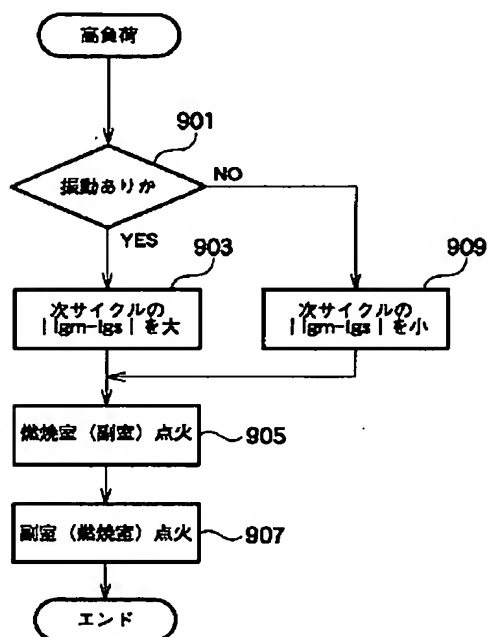 高負荷
901
振動ありか
NO
YES
903
909
次サイクルの
|Igm-Igs| を大
次サイクルの
|Igm-Igs| を小
燃焼室（副室）点火
905
副室（燃焼室）点火
907
エンド